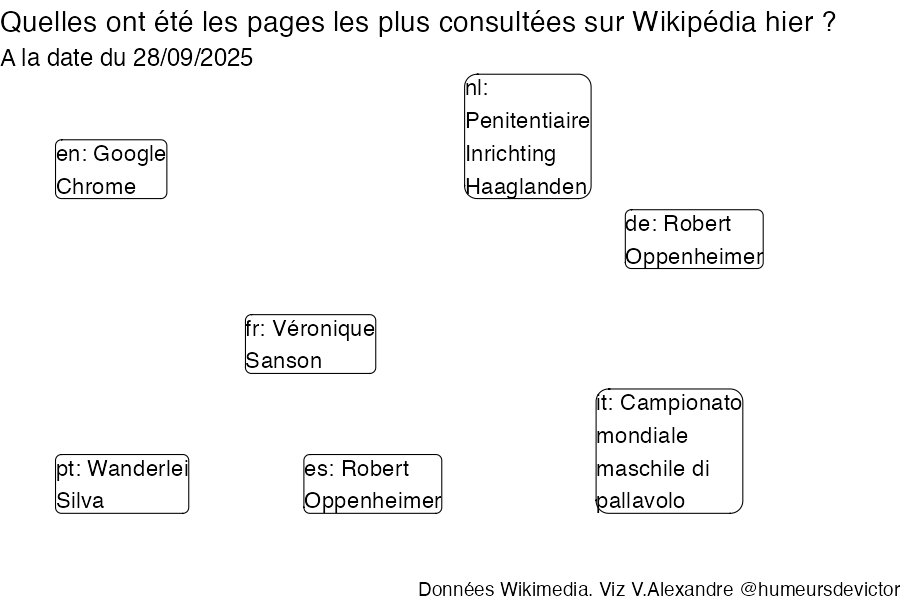 Quelles ont été les pages les plus consultées sur Wikipédia hier ?
A la date du 28/09/2025
nl:
Penitentiaire
Inrichting
Haaglanden
en: Google
Chrome
de: Robert
Oppenheimer
fr: Véronique
Sanson
it: Campionato
mondiale
maschile di
pallavolo
pt: Wanderlei
Silva
es: Robert
Oppenheimer
Données Wikimedia. Viz V.Alexandre @humeursdevictor